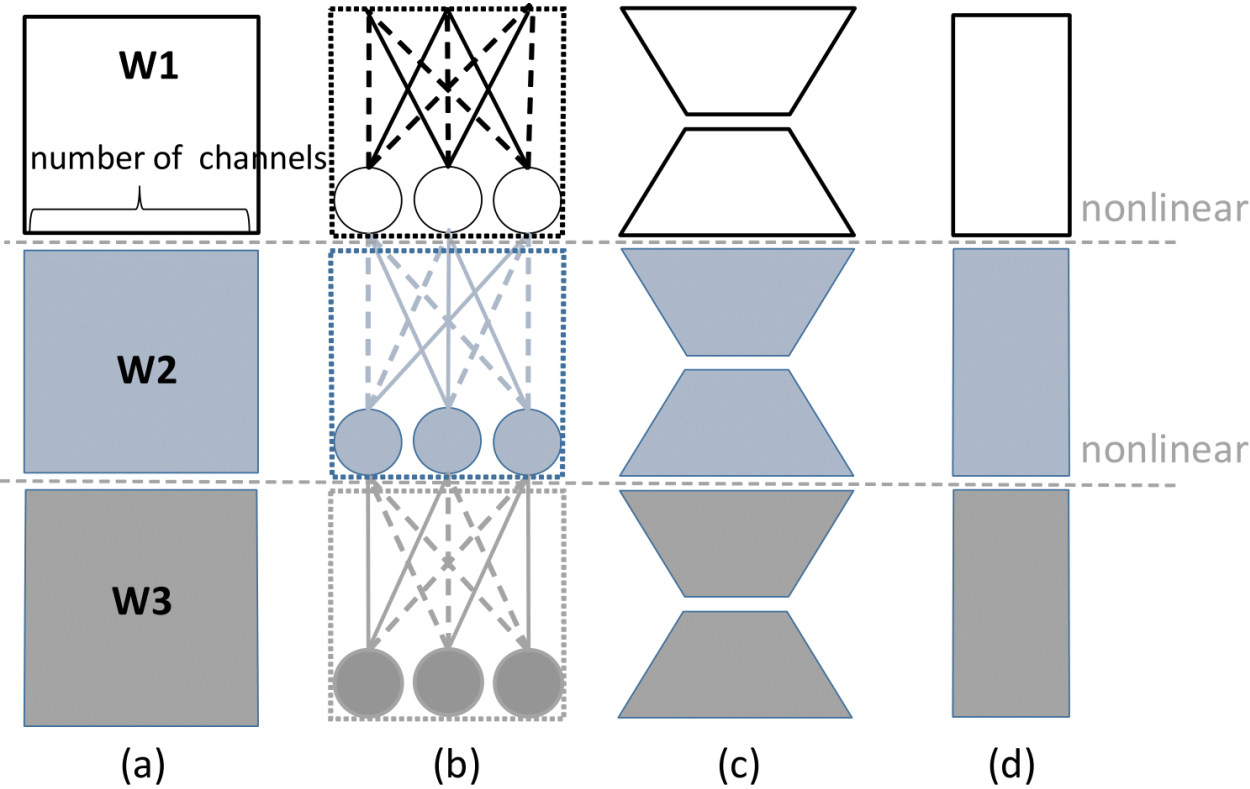 W1
number of channels
nonlinear
W2
nonlinear
W3
(a)
(b)
(c)
(d)